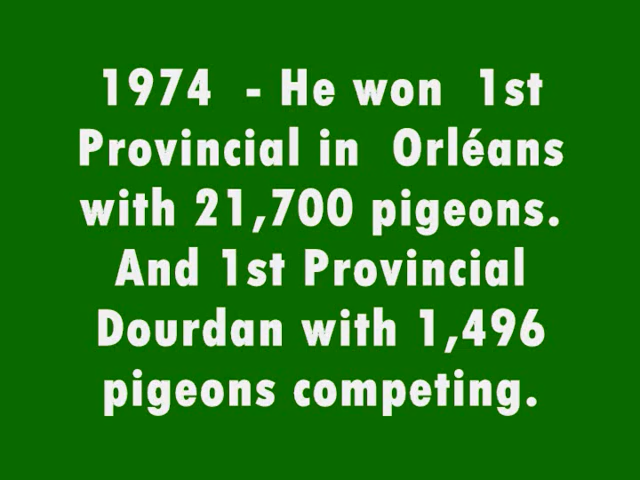 1974 - He won 1st
Provincial in Orléans
with 21,700 pigeons.
And 1st Provincial
Dourdan with 1,496
pigeons competing.